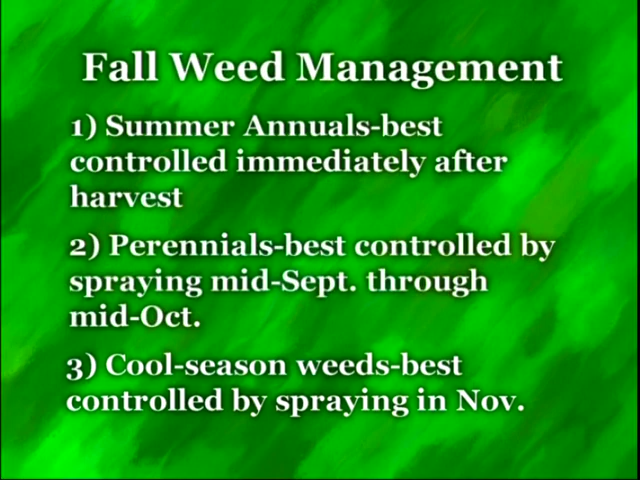 Fall Weed Management
1) Summer Annuals-best
controlled immediately after
harvest
2) Perennials-best controlled by
spraying mid-Sept. through
mid-Oct.
3) Cool-season weeds-best
controlled by spraying in Nov.